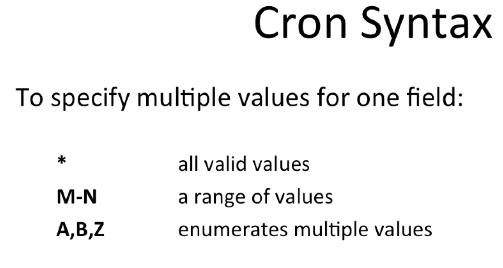 Cron Syntax
To specify multiple values for one field:
* all valid values
M-N a range of values
A,B,Z enumerates multiple values